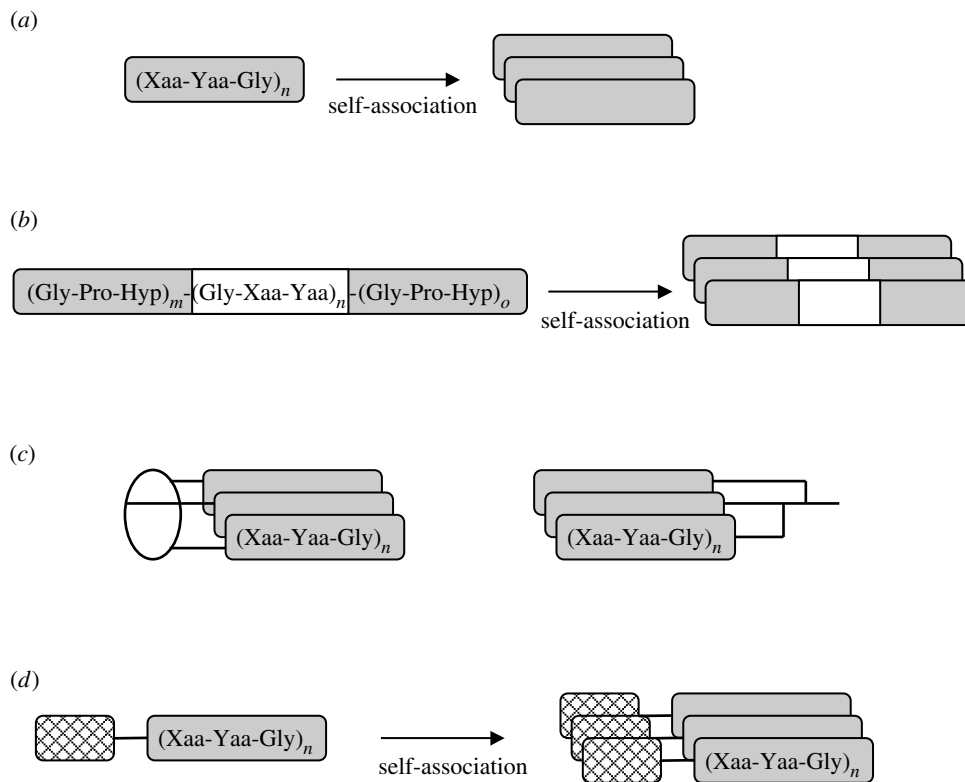 (a)
(Xaa-Yaa-Gly)n
self-association
(b)
(Gly-Pro-Hyp)m-(Gly-Xaa-Yaa)n-(Gly-Pro-Hyp)o
self-association
(c)
(Xaa-Yaa-Gly)n
(Xaa-Yaa-Gly)n
(d)
(Xaa-Yaa-Gly)n
self-association
(Xaa-Yaa-Gly)n